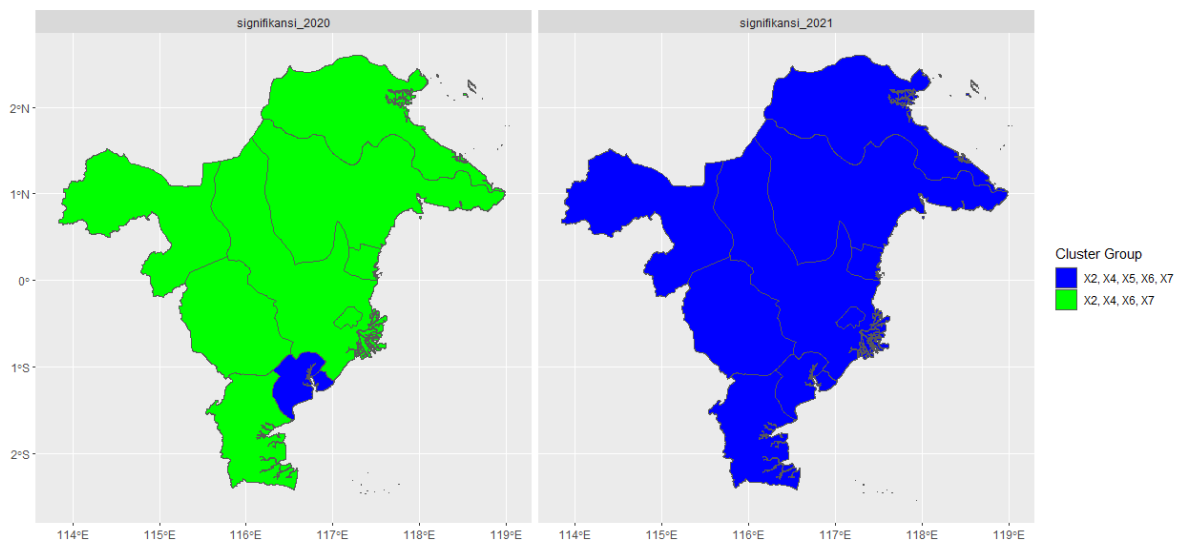 signifikansi_2020
signifikansi_2021
2°N
1°N
0°
1°S
2°S
114°E
115°E
116°E
117°E
118°E
119°E
114°E
115°E
116°E
117°E
118°E
119°E
Cluster Group
X2, X4, X5, X6, X7
X2, X4, X6, X7